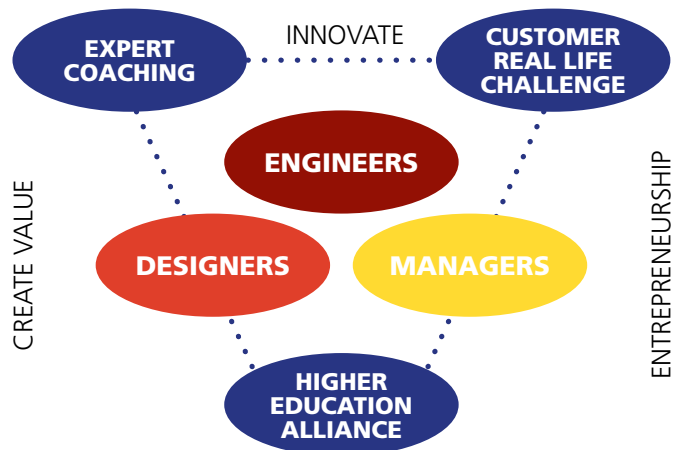 EXPERT
COACHING
INNOVATE
CUSTOMER
REAL LIFE
CHALLENGE
ENGINEERS
CREATE VALUE
DESIGNERS
MANAGERS
ENTREPRENEURSHIP
HIGHER
EDUCATION
ALLIANCE